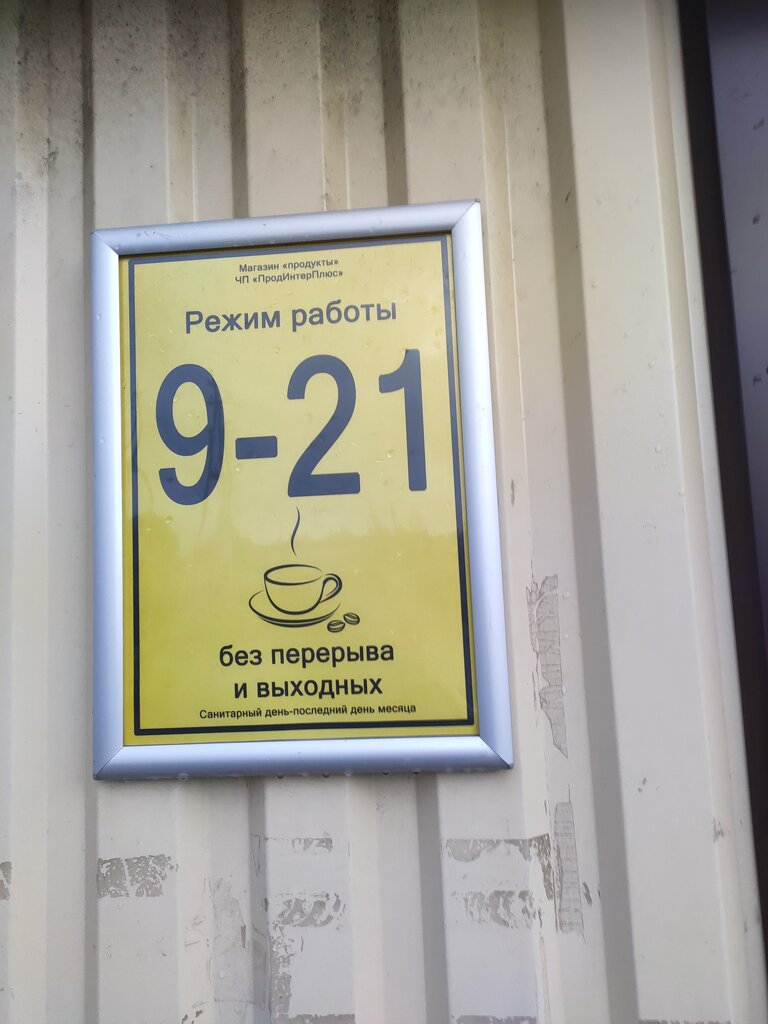 Магазин «продукты»
ЧП «ПродИнтерПлюс»
Режим работы
9-21
без перерыва
и выходных
Санитарный день-последний день месяца